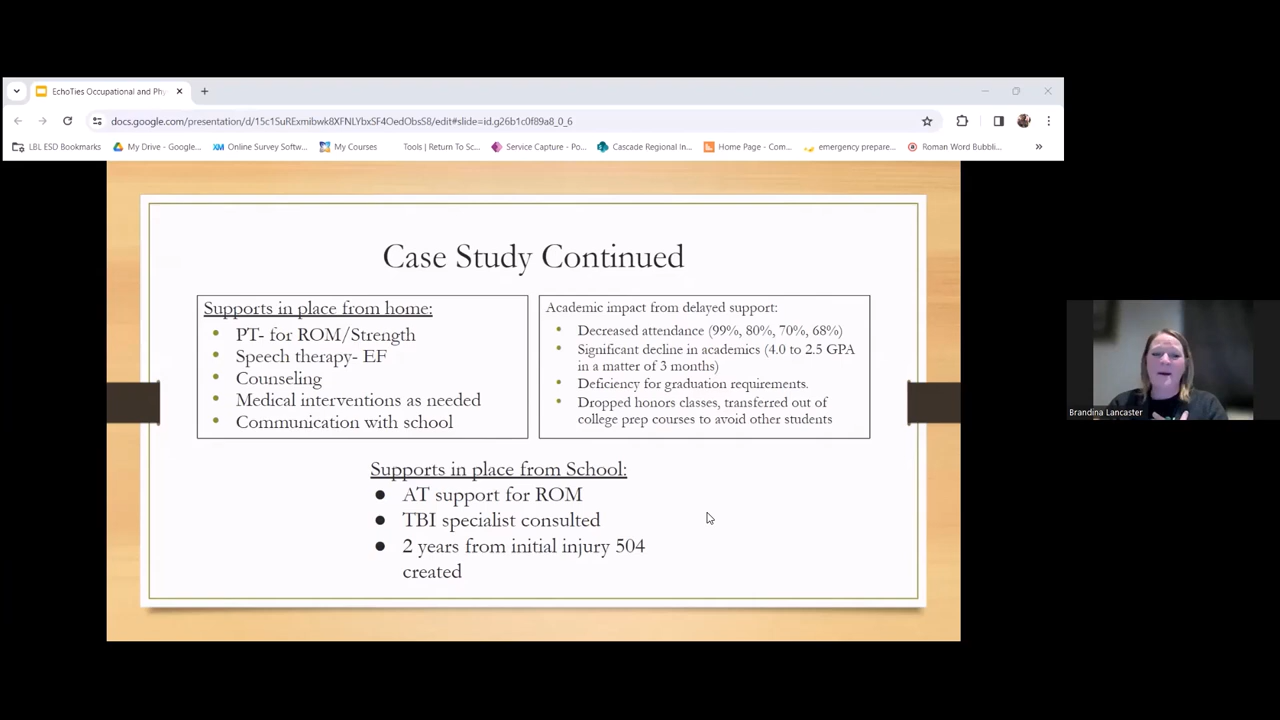 EchoTies Occupational and Phy
docs.google.com/presentation/d/15c1SuRExmibwk8XFNLYbxSF4OedObsS8/edit#slide=id.g26b1c0f89a8_0_6
LBL ESD Bookmarks
My Drive - Google...
XM Online Survey Softw...
My Courses
Tools | Return To Sc...
Service Capture - Po...
Cascade Regional In...
Home Page - Com...
emergency prepare...
Roman Word Bubbli...
Case Study Continued
Supports in place from home:
• PT- for ROM/Strength
• Speech therapy- EF
• Counseling
• Medical interventions as needed
• Communication with school
Academic impact from delayed support:
• Decreased attendance (99%, 80%, 70%, 68%)
• Significant decline in academics (4.0 to 2.5 GPA
in a matter of 3 months)
• Deficiency for graduation requirements.
• Dropped honors classes, transferred out of
college prep courses to avoid other students
Supports in place from School:
● AT support for ROM
● TBI specialist consulted
● 2 years from initial injury 504
created
Brandina Lancaster